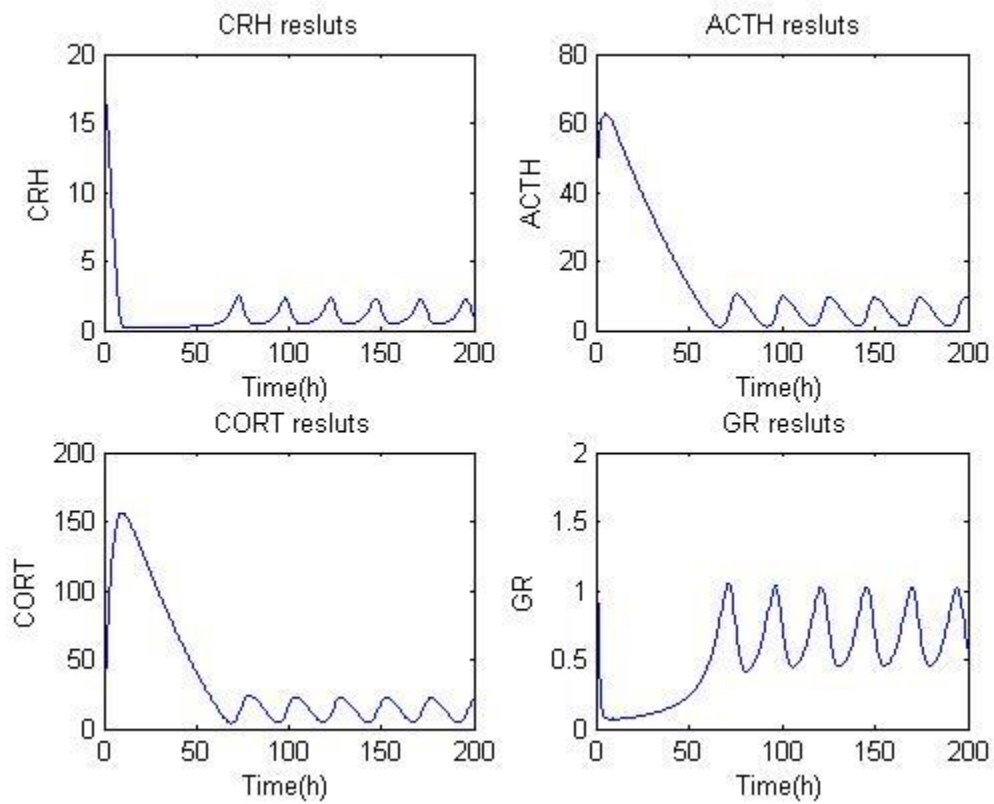 CRH resluts
20
15
10
5
0
CRH
0 50 100 150 200
Time(h)
ACTH resluts
80
60
40
20
0
ACTH
0 50 100 150 200
Time(h)
CORT resluts
200
150
100
50
0
CORT
0 50 100 150 200
Time(h)
GR resluts
2
1.5
1
0.5
0
GR
0 50 100 150 200
Time(h)